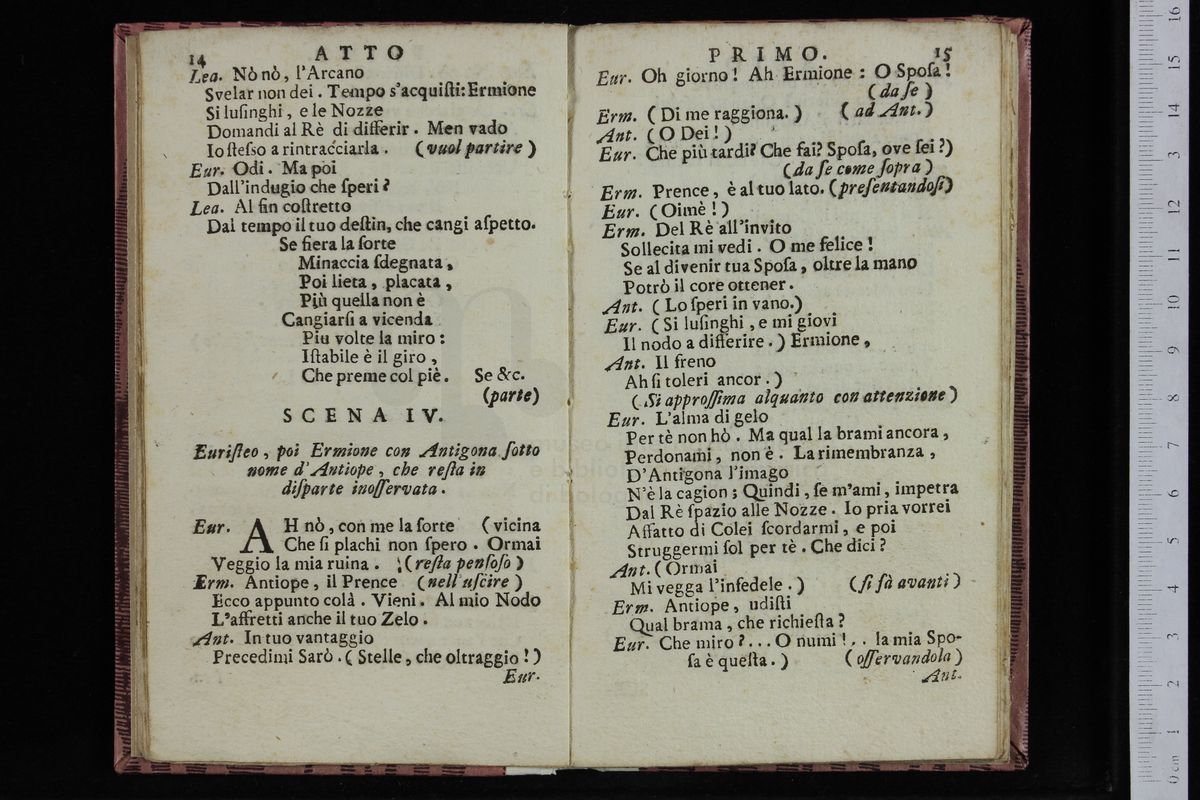 14 ATTO
Lea. Nò nò, l'Arcano
Svelar non dei. Tempo s'acquiſti: Ermione
Si luſinghi, e le Nozze
Domandi al Rè di differir. Men vado
Io ſteſso a rintracciarla. (vuol partire)
Eur. Odi. Ma poi
Dall'indugio che ſperi?
Lea. Al fin coſtretto
Dal tempo il tuo deſtin, che cangi aſpetto.
Se fiera la ſorte
Minaccia ſdegnata,
Poi lieta, placata,
Più quella non è
Cangiarſi a vicenda
Piu volte la miro:
Iſtabile è il giro,
Che preme col piè. Se &c.
(parte)
SCENA IV.
Euriſteo, poi Ermione con Antigona ſotto
nome d'Antiope, che reſta in
diſparte inoſſervata.
Eur. AH nò, con me la ſorte (vicina
Che ſi plachi non ſpero. Ormai
Veggio la mia ruina. (reſta penſoſo)
Erm. Antiope, il Prence (nell'uſcire)
Ecco appunto colà. Vieni. Al mio Nodo
L'affretti anche il tuo Zelo.
Ant. In tuo vantaggio
Precedimi Sarò. (Stelle, che oltraggio!)
Eur.
PRIMO. 15
Eur. Oh giorno! Ah Ermione: O Spoſa!
(da ſe)
Erm. (Di me raggiona.) (ad Ant.)
Ant. (O Dei!)
Eur. Che più tardi? Che fai? Spoſa, ove ſei?)
(da ſe come ſopra)
Erm. Prence, è al tuo lato. (preſentandoſi)
Eur. (Oimè!)
Erm. Del Rè all'invito
Sollecita mi vedi. O me felice!
Se al divenir tua Spoſa, oltre la mano
Potrò il core ottener.
Ant. (Lo ſperi in vano.)
Eur. (Si luſinghi, e mi giovi
Il nodo a differire.) Ermione,
Ant. Il freno
Ah ſi toleri ancor.)
(Si approſſima alquanto con attenzione)
Eur. L'alma di gelo
Per tè non hò. Ma qual la brami ancora,
Perdonami, non è. La rimembranza,
D'Antigona l'imago
N'è la cagion; Quindi, ſe m'ami, impetra
Dal Rè ſpazio alle Nozze. Io pria vorrei
Affatto di Colei ſcordarmi, e poi
Struggermi ſol per tè. Che dici?
Ant. (Ormai
Mi vegga l'infedele.) (ſi fà avanti)
Erm. Antiope, udiſti
Qual brama, che richieſta?
Eur. Che miro?... O numi!.. la mia Spo-
ſa è queſta.) (oſſervandola)
Ant.